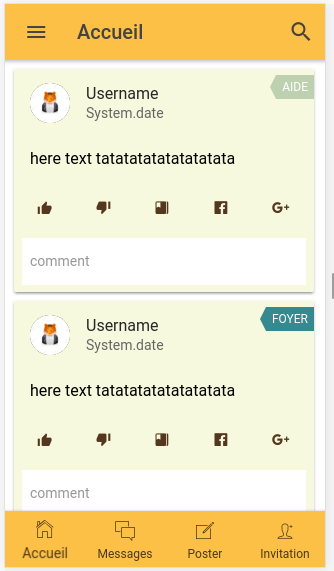 Accueil
AIDE
Username
System.date
here text tatatatatatatatatata
comment
FOYER
Username
System.date
here text tatatatatatatatatata
comment
Accueil Messages Poster Invitation